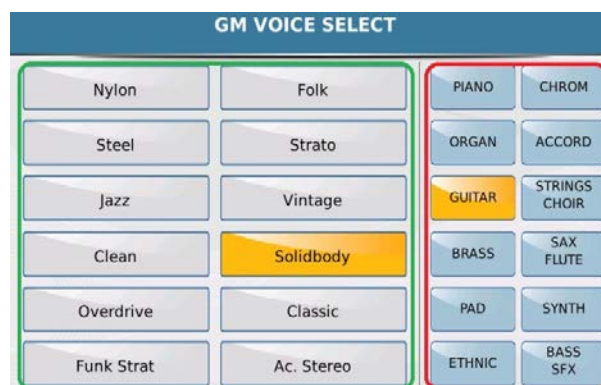 GM VOICE SELECT
Nylon
Folk
PIANO
CHROM
Steel
Strato
ORGAN
ACCORD
Jazz
Vintage
GUITAR
STRINGS
CHOIR
Clean
Solidbody
BRASS
SAX
FLUTE
Overdrive
Classic
PAD
SYNTH
Funk Strat
Ac. Stereo
ETHNIC
BASS
SFX